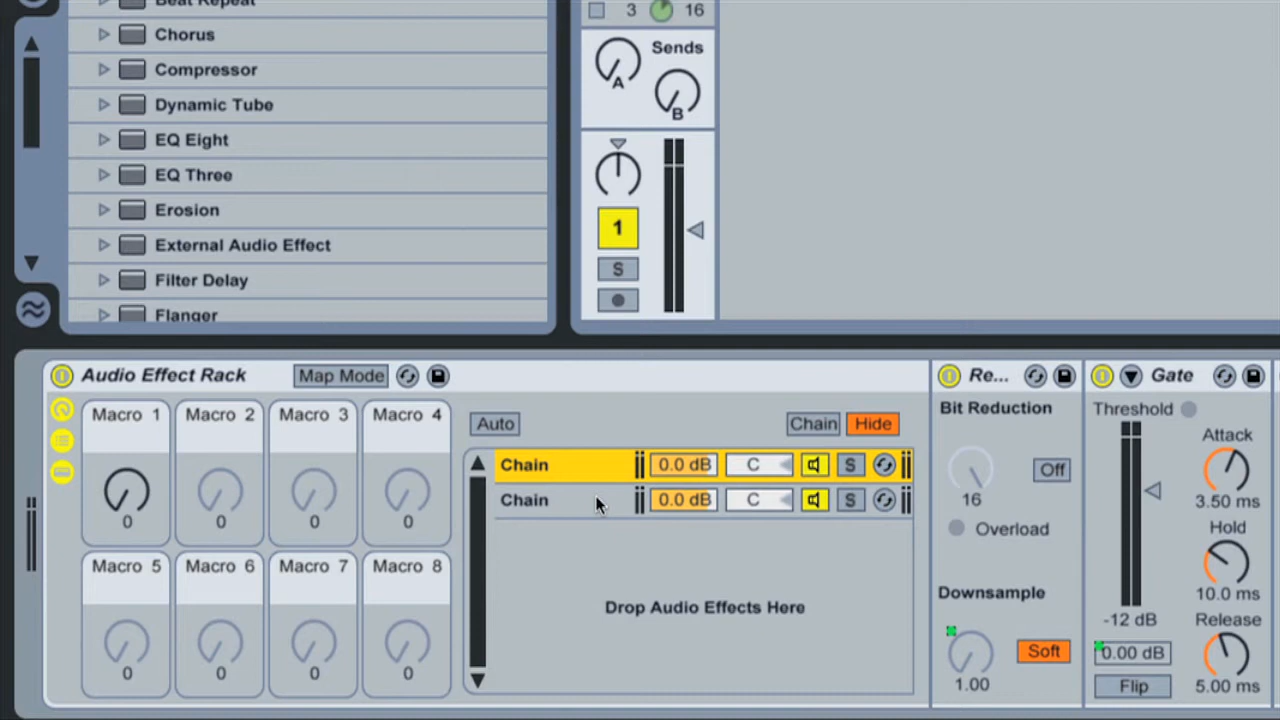 Beat Repeat
Chorus
Compressor
Dynamic Tube
EQ Eight
EQ Three
Erosion
External Audio Effect
Filter Delay
Flanger
3 16
Sends
A
B
1
S
Audio Effect Rack Map Mode
Macro 1 Macro 2 Macro 3 Macro 4
0 0 0 0
Macro 5 Macro 6 Macro 7 Macro 8
0 0 0 0
Auto Chain Hide
Chain 0.0 dB C S
Chain 0.0 dB C S
Drop Audio Effects Here
Re...
Bit Reduction
16 Off
Overload
Downsample
1.00 Soft
Gate
Threshold
Attack
3.50 ms
Hold
10.0 ms
-12 dB
Release
0.00 dB
Flip
5.00 ms